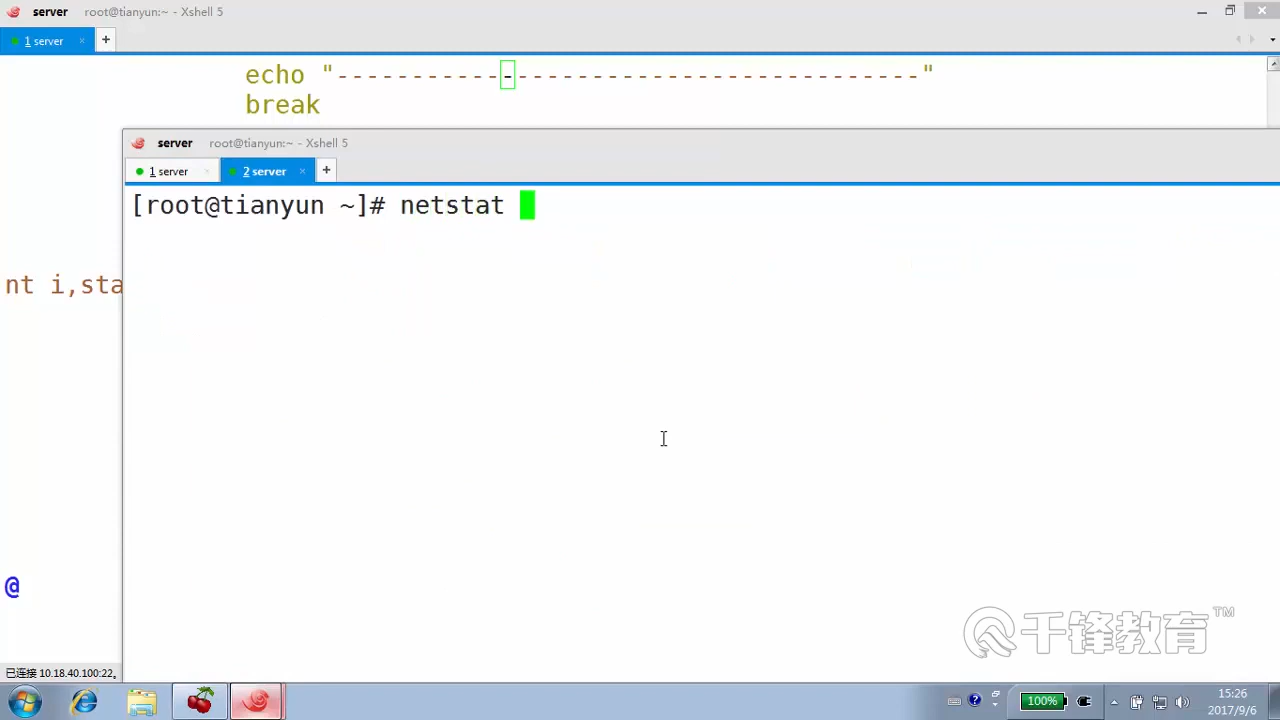 server root@tianyun:~ - Xshell 5
1 server × +
echo "---------------------------------------"
break
server root@tianyun:~ - Xshell 5
1 server × 2 server × +
[root@tianyun ~]# netstat
nt i,sta
@
千锋教育™
已连接 10.18.40.100:22。
100%
15:26
2017/9/6